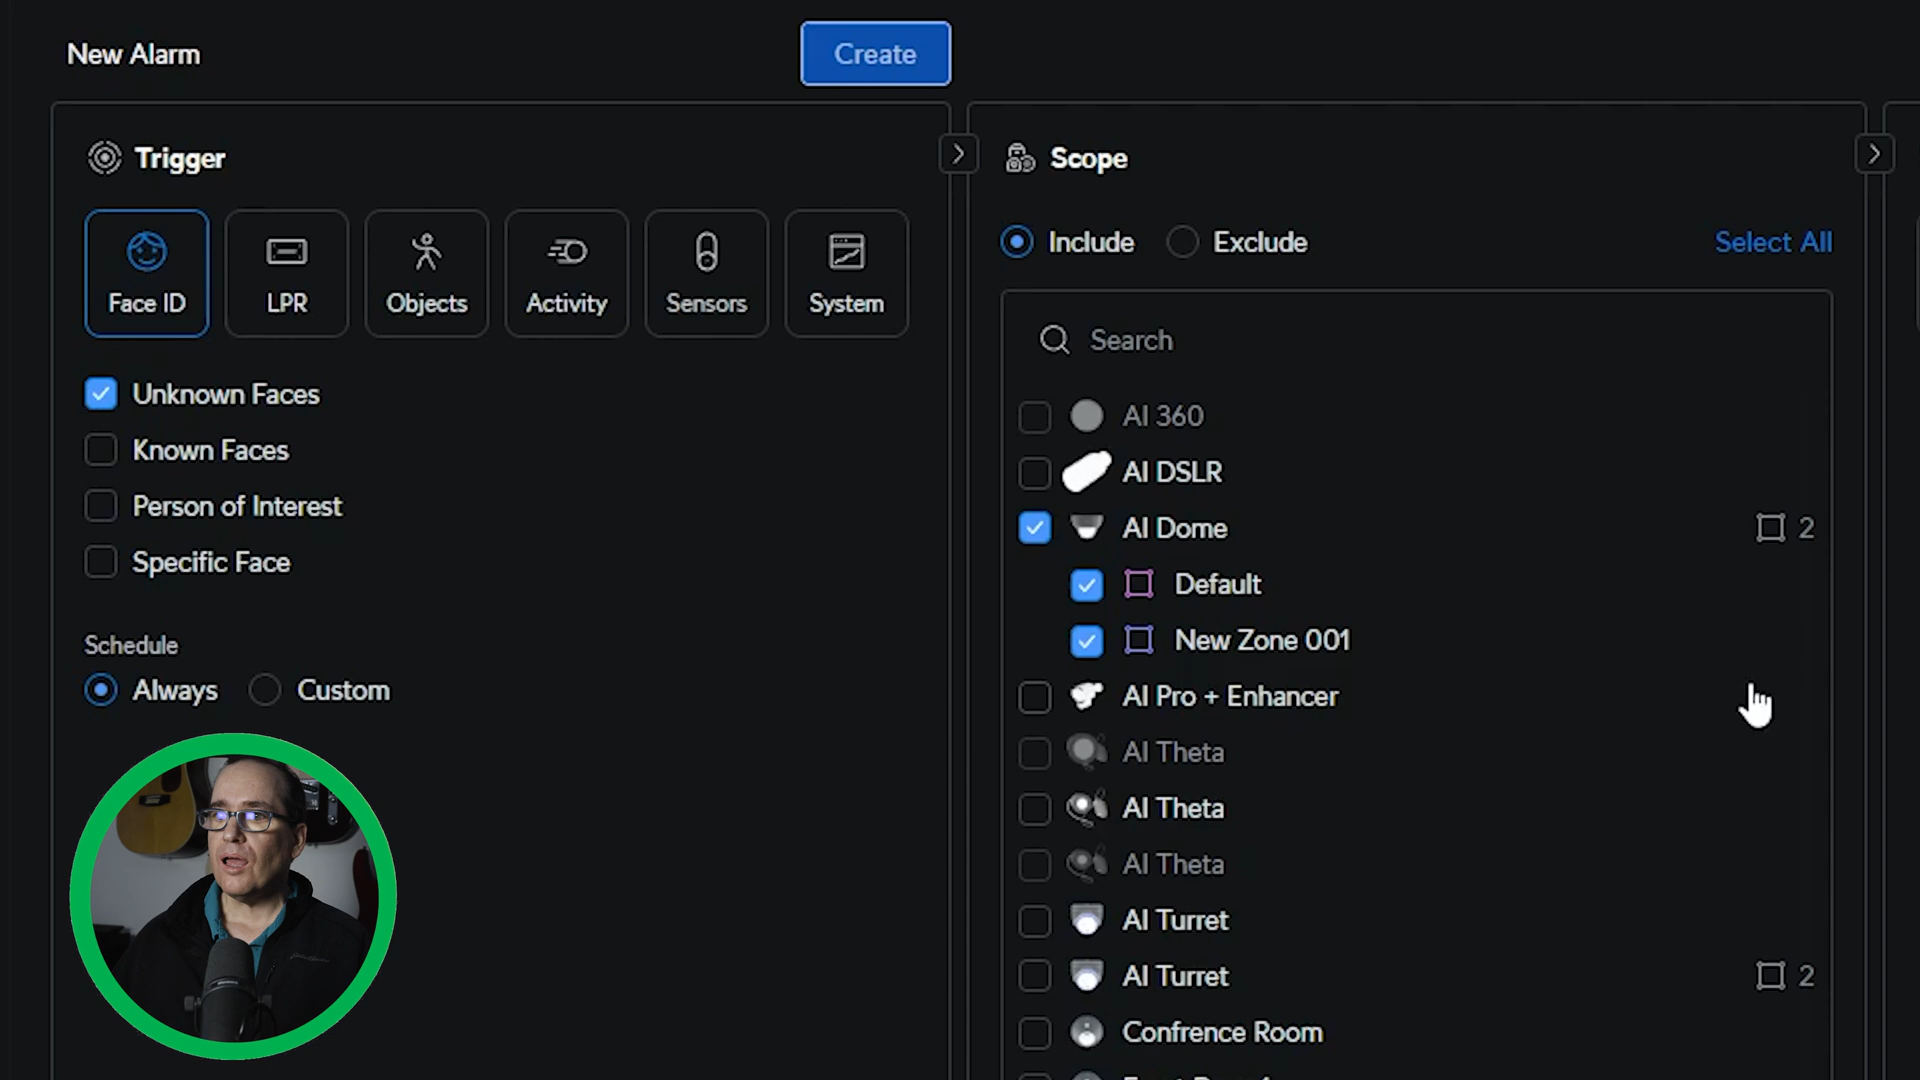 New Alarm
Create
Trigger
Face ID
LPR
Objects
Activity
Sensors
System
Unknown Faces
Known Faces
Person of Interest
Specific Face
Schedule
Always
Custom
Scope
Include
Exclude
Select All
Search
AI 360
AI DSLR
AI Dome 2
Default
New Zone 001
AI Pro + Enhancer
AI Theta
AI Theta
AI Theta
AI Turret
AI Turret 2
Confrence Room